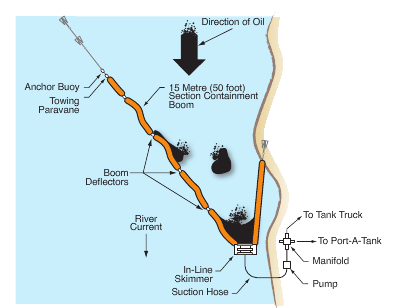 Direction of Oil
Anchor Buoy
Towing
Paravane
15 Metre (50 foot)
Section Containment
Boom
Boom
Deflectors
River
Current
To Tank Truck
To Port-A-Tank
Manifold
Pump
In-Line
Skimmer
Suction Hose